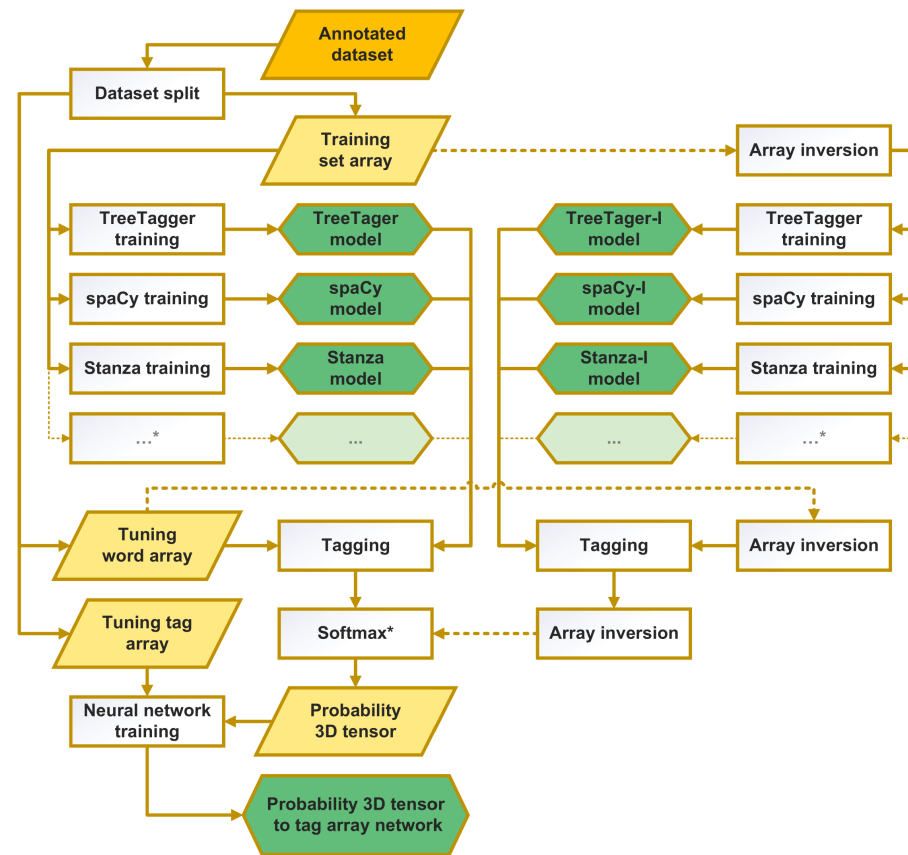 Annotated
dataset
Dataset split
Training
set array
Array inversion
TreeTagger
training
TreeTager
model
TreeTager-I
model
TreeTagger
training
spaCy training
spaCy
model
spaCy-I
model
spaCy training
Stanza training
Stanza
model
Stanza-I
model
Stanza training
...*
...
...
...*
Tuning
word array
Tagging
Tagging
Array inversion
Tuning tag
array
Softmax*
Array inversion
Neural network
training
Probability
3D tensor
Probability 3D tensor
to tag array network